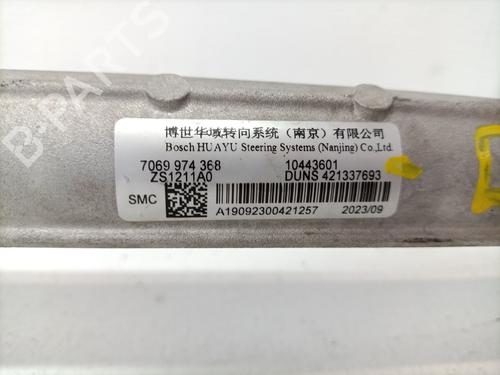 博世华域转向系统（南京）有限公司
Bosch HUAYU Steering Systems (Nanjing) Co.,Ltd.
7069 974 368 10443601
ZS1211A0 DUNS 421337693
SMC
A19092300421257 2023/09
B-PARTS